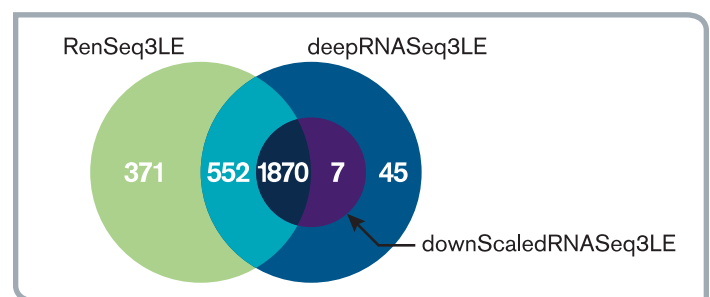 RenSeq3LE deepRNASeq3LE
371 552 1870 7 45
downScaledRNASeq3LE